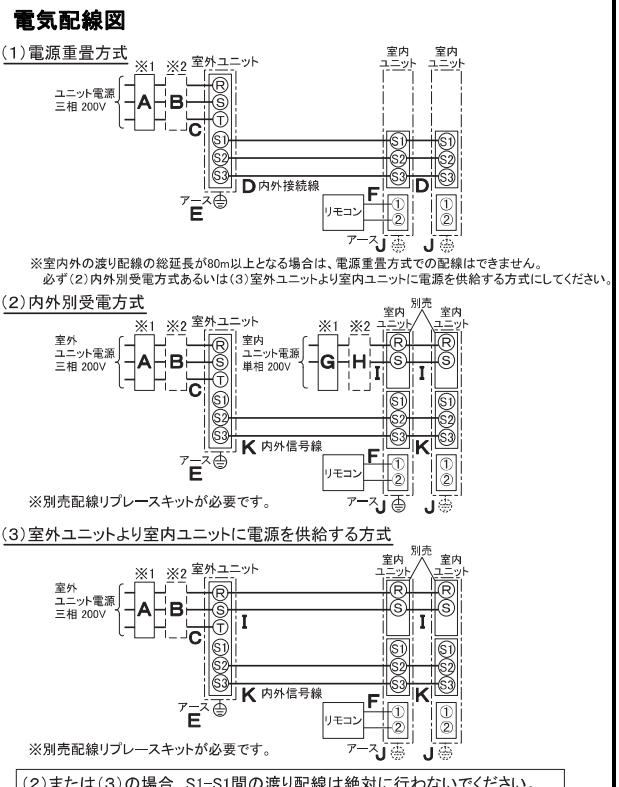 電気配線図
(1)電源重畳方式
※1 ※2 室外ユニット 室内ユニット 室内ユニット
ユニット電源
三相 200V
A B C
R
S
T
S1 S1 S1
S2 S2 S2
S3 S3 S3
D 内外接続線 F D
アース
E
リモコン ① ①
② ②
アース J J
※室内外の渡り配線の総延長が80m以上となる場合は、電源重畳方式での配線はできません。
必ず(2)内外別受電方式あるいは(3)室外ユニットより室内ユニットに電源を供給する方式にしてください。
(2)内外別受電方式
別売
※1 ※2 室外ユニット ※1 ※2 室内ユニット 室内ユニット
室外
ユニット電源
三相 200V
A B C
室内
ユニット電源
単相 200V
G H I I
R R R
S S S
T
S1 S1 S1
S2 S2 S2
S3 S3 S3
K 内外信号線 F K
アース
E
リモコン ① ①
② ②
※別売配線リプレースキットが必要です。
アース J J
(3)室外ユニットより室内ユニットに電源を供給する方式
別売
※1 ※2 室外ユニット 室内ユニット 室内ユニット
室外
ユニット電源
三相 200V
A B C
R R R
S I S I S
T
S1 S1 S1
S2 S2 S2
S3 S3 S3
K 内外信号線 F K
アース
E
リモコン ① ①
② ②
※別売配線リプレースキットが必要です。
アース J J
(2)または(3)の場合、S1-S1間の渡り配線は絶対に行わないでください。